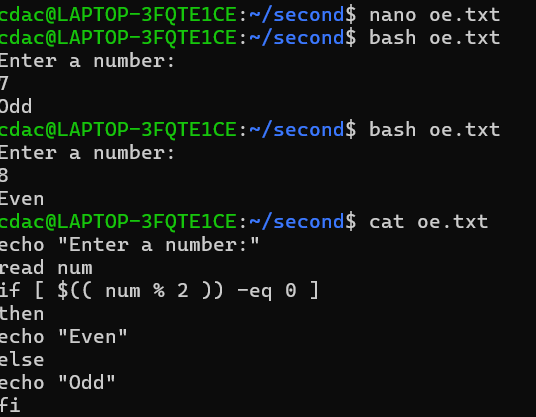 cdac@LAPTOP-3FQTE1CE:~/second$ nano oe.txt
cdac@LAPTOP-3FQTE1CE:~/second$ bash oe.txt
Enter a number:
7
Odd
cdac@LAPTOP-3FQTE1CE:~/second$ bash oe.txt
Enter a number:
8
Even
cdac@LAPTOP-3FQTE1CE:~/second$ cat oe.txt
echo "Enter a number:"
read num
if [ $(( num % 2 )) -eq 0 ]
then
echo "Even"
else
echo "Odd"
fi